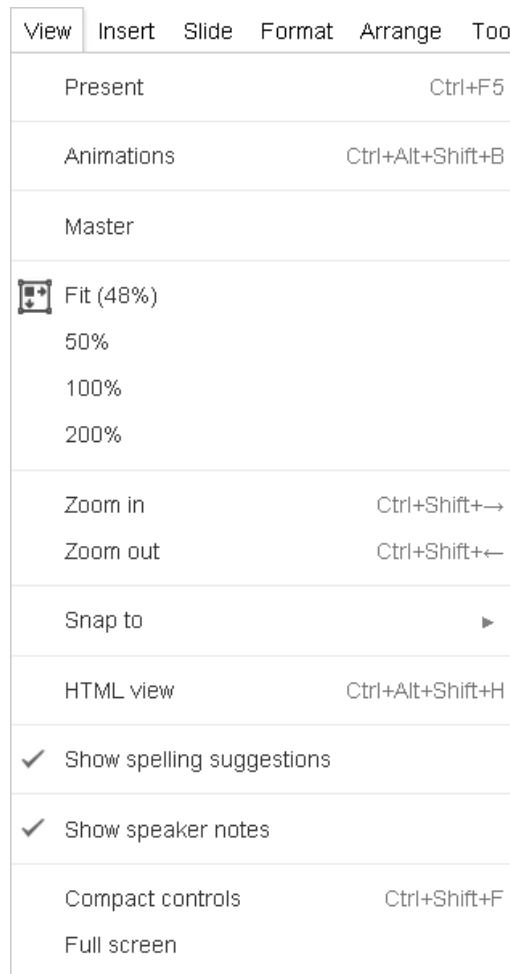 View Insert Slide Format Arrange Too
Present Ctrl+F5
Animations Ctrl+Alt+Shift+B
Master
Fit (48%)
50%
100%
200%
Zoom in Ctrl+Shift+→
Zoom out Ctrl+Shift+←
Snap to ►
HTML view Ctrl+Alt+Shift+H
Show spelling suggestions
Show speaker notes
Compact controls Ctrl+Shift+F
Full screen